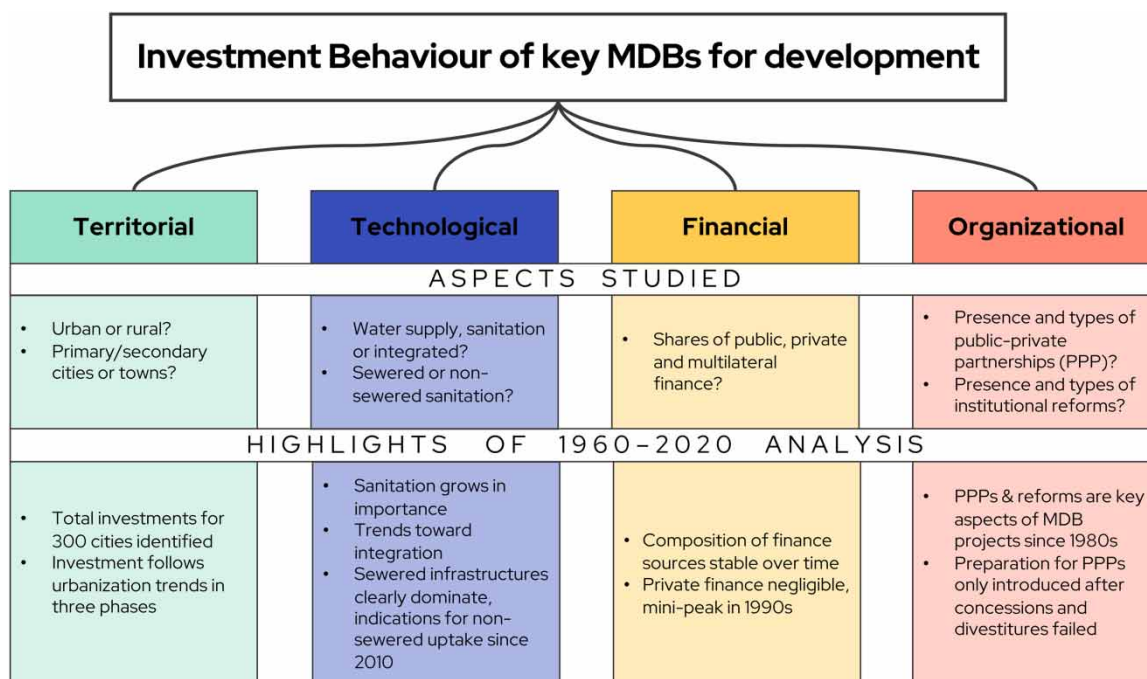 Investment Behaviour of key MDBs for development
Territorial
Technological
Financial
Organizational
ASPECTS STUDIED
• Urban or rural?
• Primary/secondary
cities or towns?
• Water supply, sanitation
or integrated?
• Sewered or non-
sewered sanitation?
• Shares of public, private
and multilateral
finance?
• Presence and types of
public-private
partnerships (PPP)?
• Presence and types of
institutional reforms?
HIGHLIGHTS OF 1960–2020 ANALYSIS
• Total investments for
300 cities identified
• Investment follows
urbanization trends in
three phases
• Sanitation grows in
importance
• Trends toward
integration
• Sewered infrastructures
clearly dominate,
indications for non-
sewered uptake since
2010
• Composition of finance
sources stable over time
• Private finance negligible,
mini-peak in 1990s
• PPPs & reforms are key
aspects of MDB
projects since 1980s
• Preparation for PPPs
only introduced after
concessions and
divestitures failed